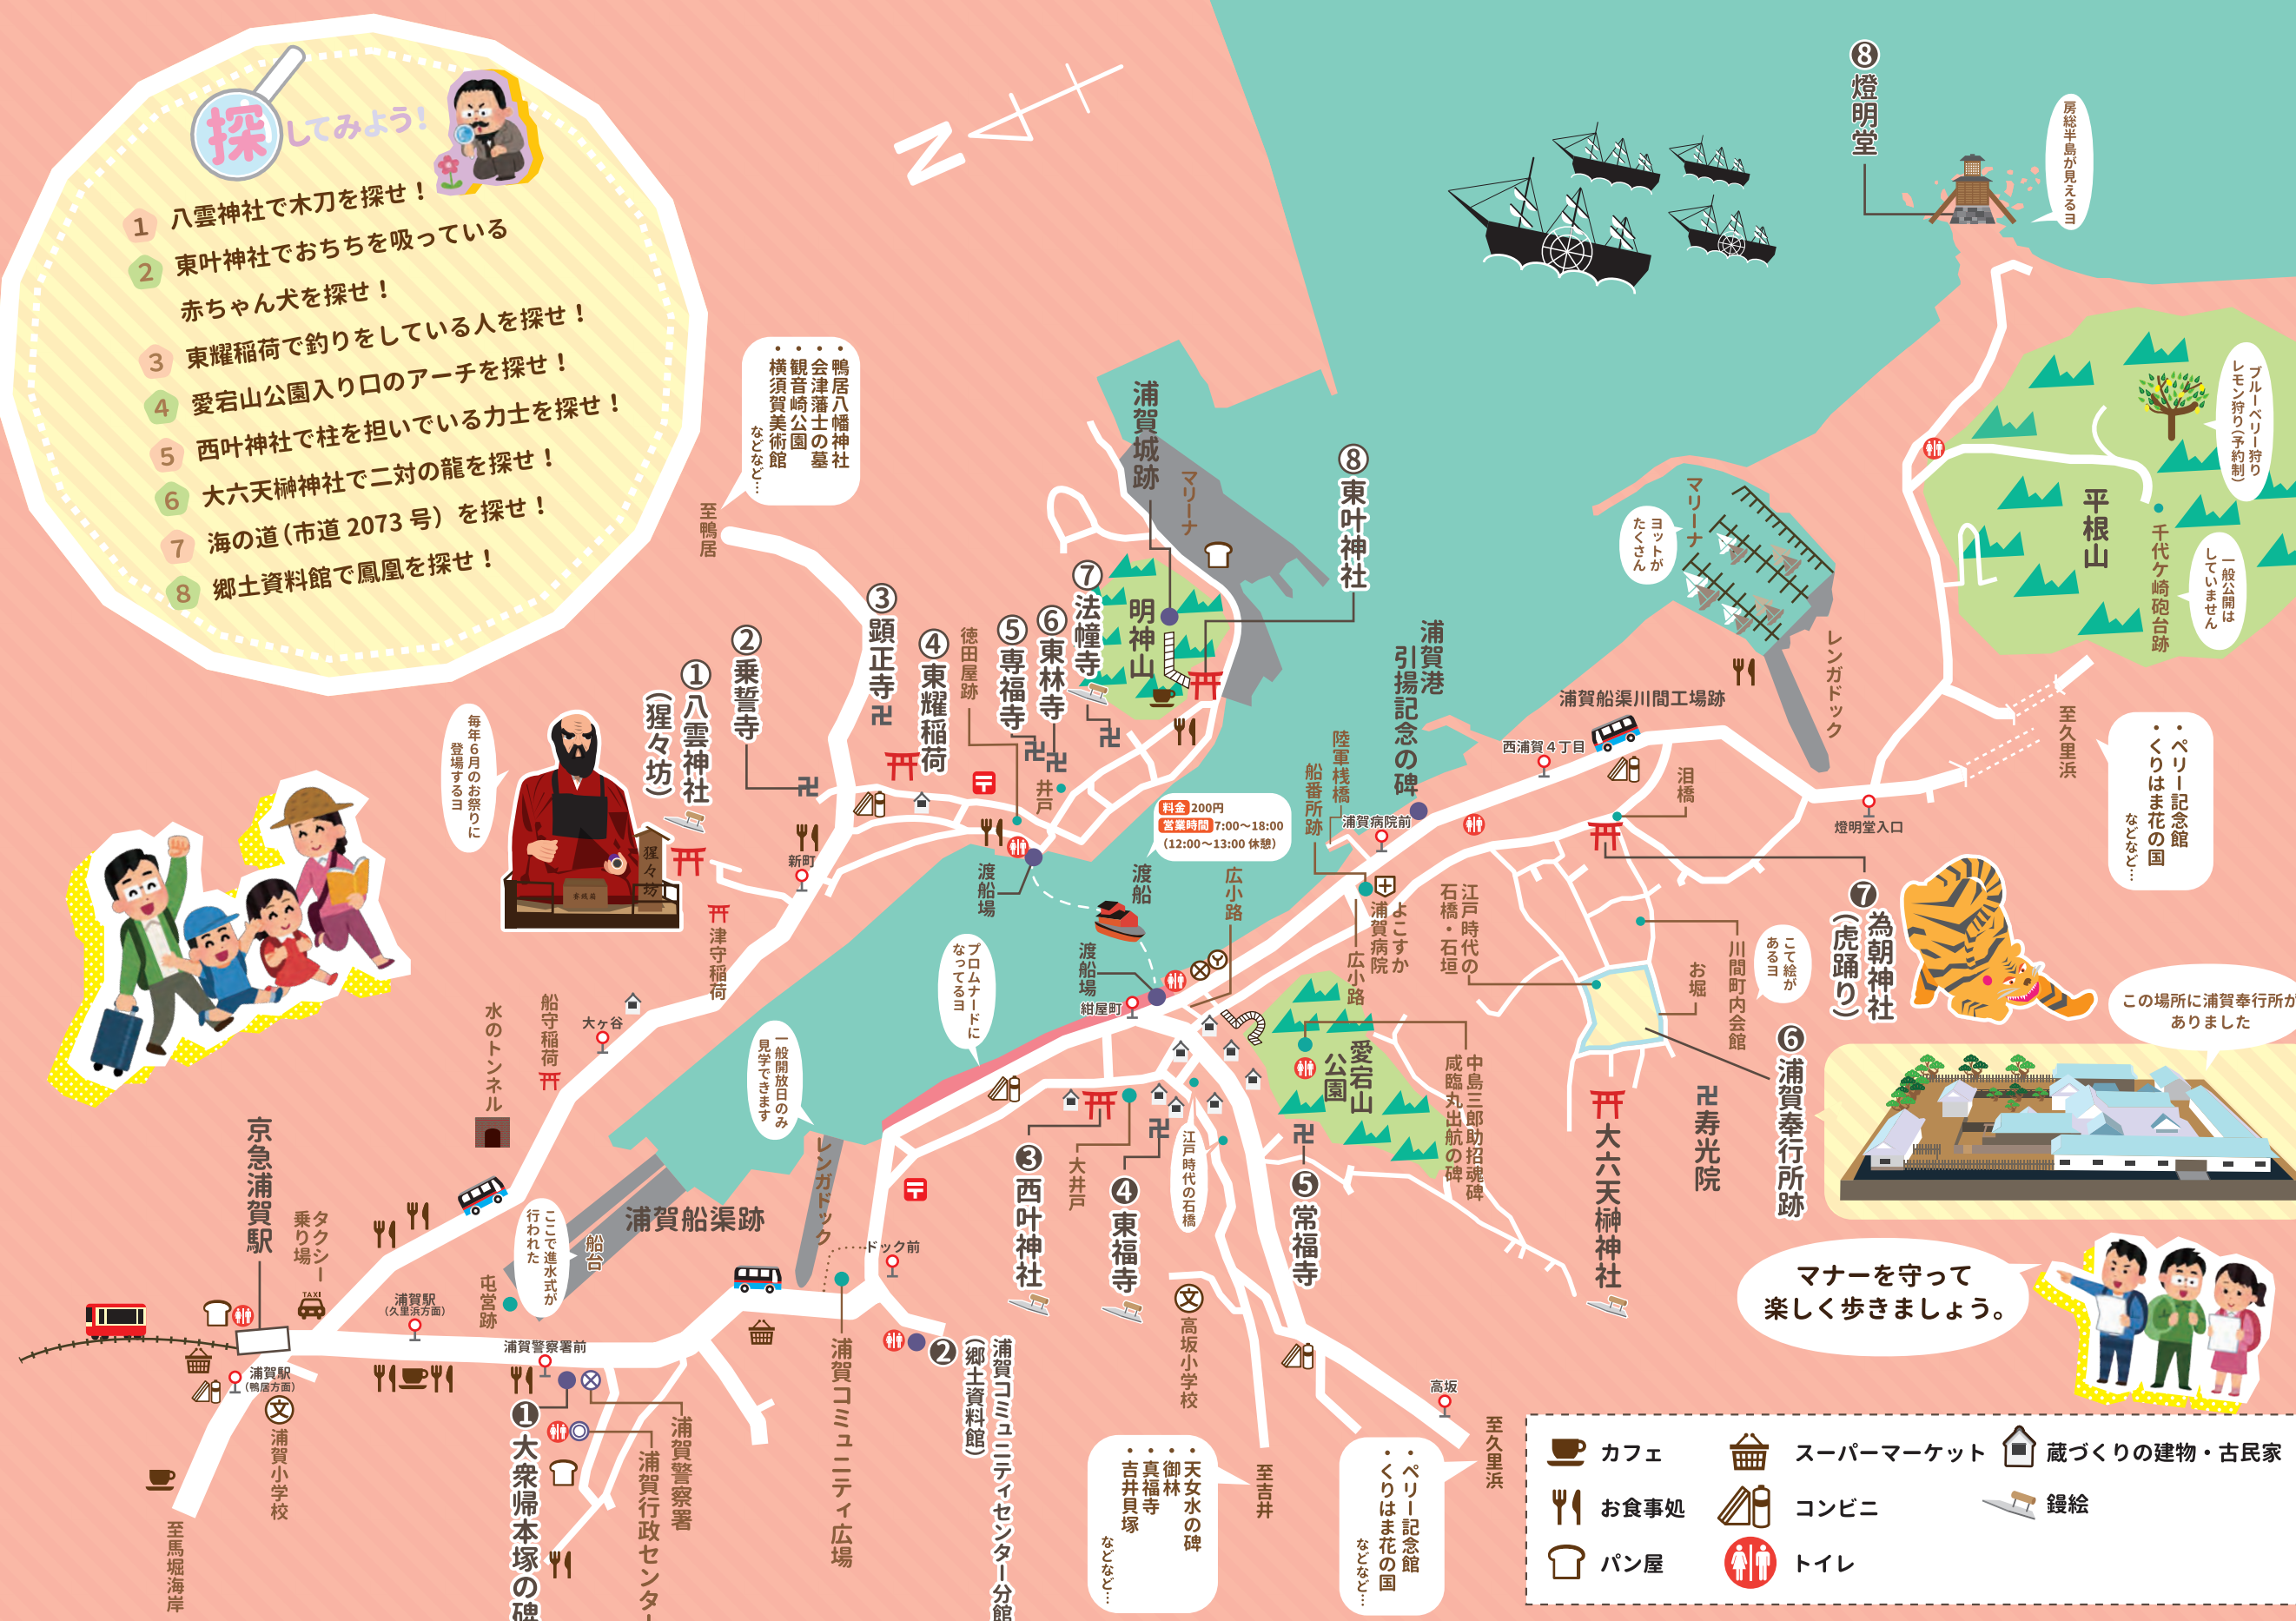 探してみよう!
1 八雲神社で木刀を探せ!
2 東叶神社でおちちを吸っている
赤ちゃん犬を探せ!
3 東耀稲荷で釣りをしている人を探せ!
4 愛宕山公園入り口のアーチを探せ!
5 西叶神社で柱を担いでいる力士を探せ!
6 大六天榊神社で二対の龍を探せ!
7 海の道(市道 2073 号)を探せ!
8 郷土資料館で鳳凰を探せ!
N
8 燈明堂
房総半島が見えるヨ
・鴨居八幡神社
・会津藩士の墓
・観音崎公園
・横須賀美術館
などなど…
至鴨居
浦賀城跡
マリーナ
8 東叶神社
マリーナ
ヨットが
たくさん
ブルーベリー狩り
レモン狩り(予約制)
平根山
千代ケ崎砲台跡
一般公開は
していません
レンガドック
至久里浜
・ペリー記念館
・くりはま花の国
などなど…
1 八雲神社
(猩々坊)
2 乗誓寺
3 顕正寺
4 東耀稲荷
徳田屋跡
5 専福寺
6 東林寺
7 法幢寺
明神山
井戸
毎年6月のお祭りに
登場するヨ
猩々坊
新町
津守稲荷
船守稲荷
大ヶ谷
水のトンネル
料金 200円
営業時間 7:00～18:00
(12:00～13:00 休憩)
渡船場
渡船
渡船場
紺屋町
広小路
プロムナードに
なってるヨ
浦賀港
引揚記念の碑
陸軍桟橋
船番所跡
浦賀病院前
よこすか
浦賀病院
広小路
江戸時代の
石橋・石垣
浦賀船渠川間工場跡
西浦賀4丁目
泪橋
燈明堂入口
7 為朝神社
(虎踊り)
川間町内会館
お堀
こて絵が
あるヨ
6 浦賀奉行所跡
この場所に浦賀奉行所が
ありました
寿光院
大六天榊神社
愛宕山
公園
中島三郎助招魂碑
咸臨丸出航の碑
5 常福寺
江戸時代の石橋
4 東福寺
大井戸
3 西叶神社
高坂小学校
文
一般開放日のみ
見学できます
レンガドック
浦賀船渠跡
船台
ここで進水式が
行われた
屯営跡
ドック前
京急浦賀駅
タクシー
乗り場
TAXI
浦賀駅
(久里浜方面)
浦賀駅
(鴨居方面)
文
浦賀小学校
至馬堀海岸
浦賀警察署前
1 大衆帰本塚の碑
浦賀警察署
浦賀行政センター
浦賀コミュニティ広場
2 浦賀コミュニティセンター分館
(郷土資料館)
・天女水の碑
・御林
・真福寺
・吉井貝塚
などなど…
至吉井
・ペリー記念館
・くりはま花の国
などなど…
高坂
至久里浜
マナーを守って
楽しく歩きましょう。
カフェ
お食事処
パン屋
スーパーマーケット
コンビニ
トイレ
蔵づくりの建物・古民家
鏝絵